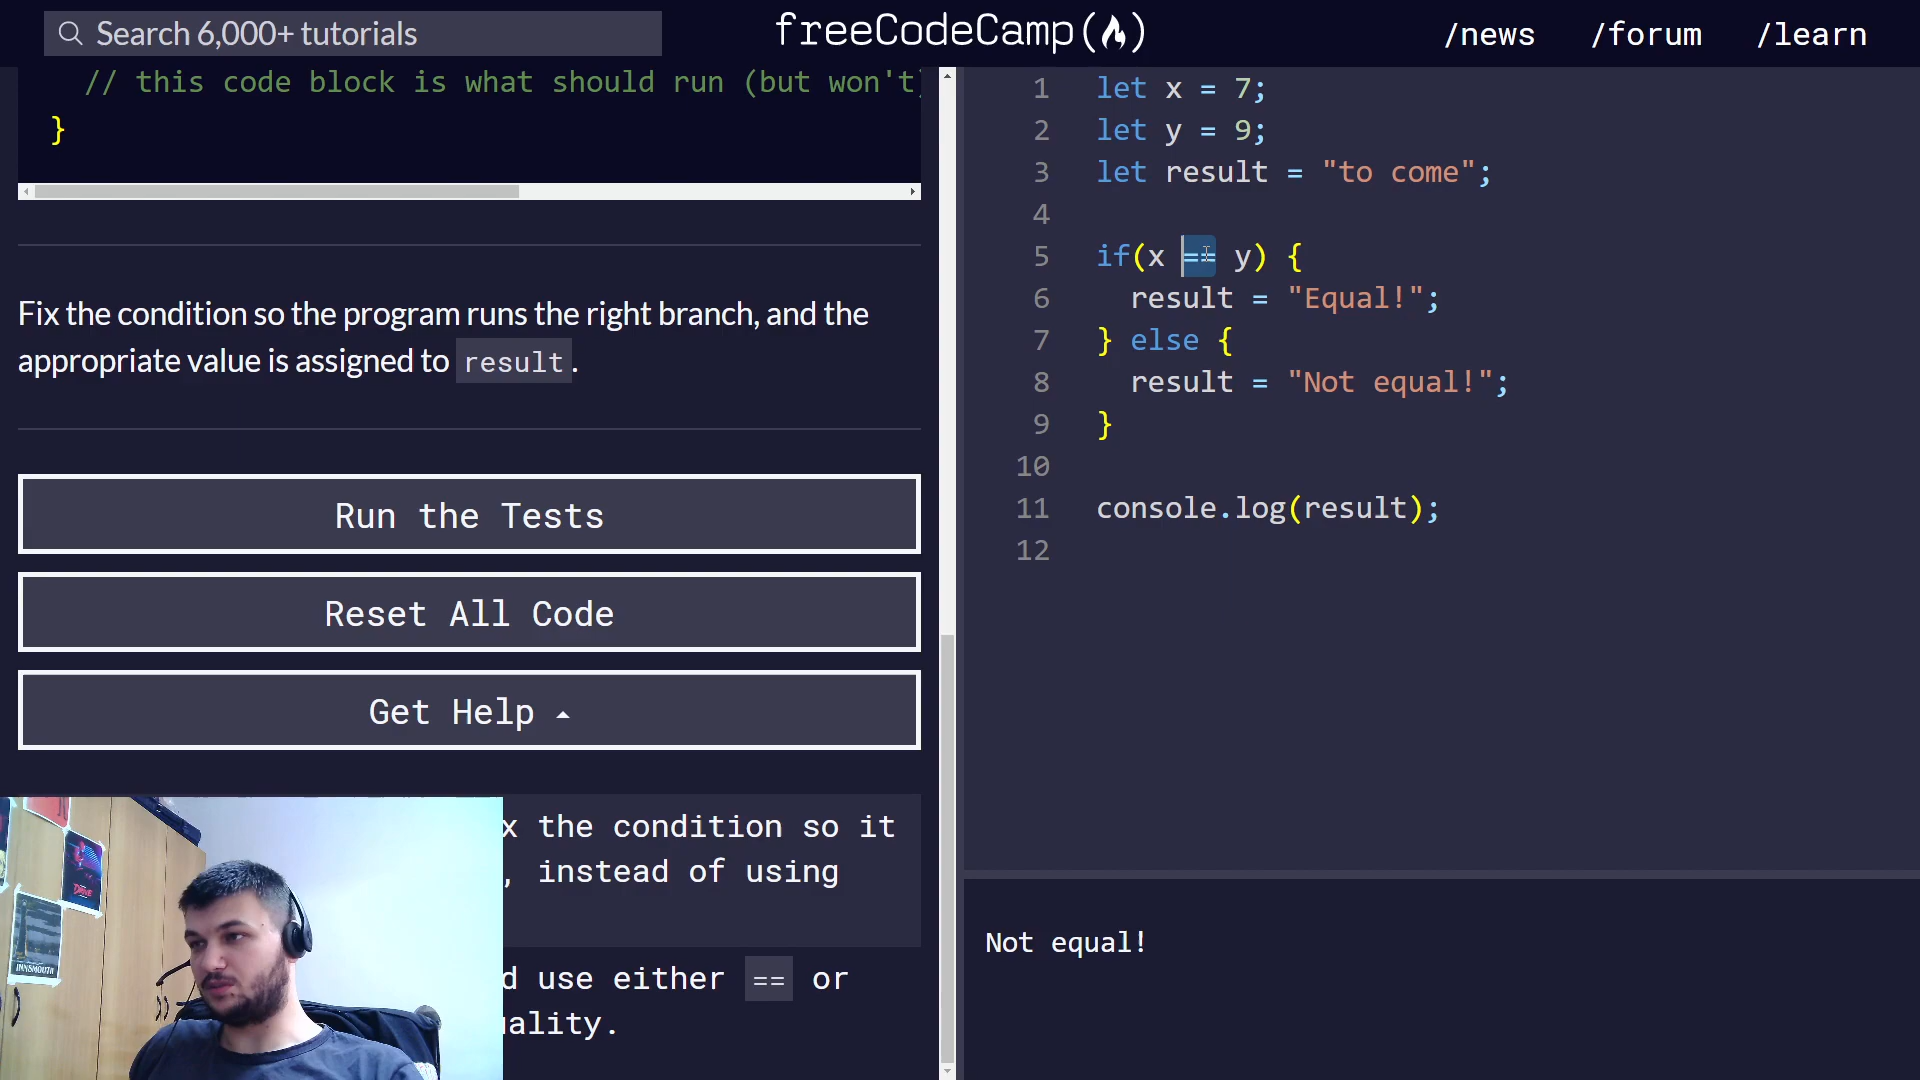 Search 6,000+ tutorials
freeCodeCamp
/news
/forum
/learn
// this code block is what should run (but won't)
}
Fix the condition so the program runs the right branch, and the
appropriate value is assigned to result.
Run the Tests
Reset All Code
Get Help
x the condition so it
, instead of using
d use either == or
uality.
INNSMOUTH
1 let x = 7;
2 let y = 9;
3 let result = "to come";
4
5 if(x == y) {
6 result = "Equal!";
7 } else {
8 result = "Not equal!";
9 }
10
11 console.log(result);
12
Not equal!